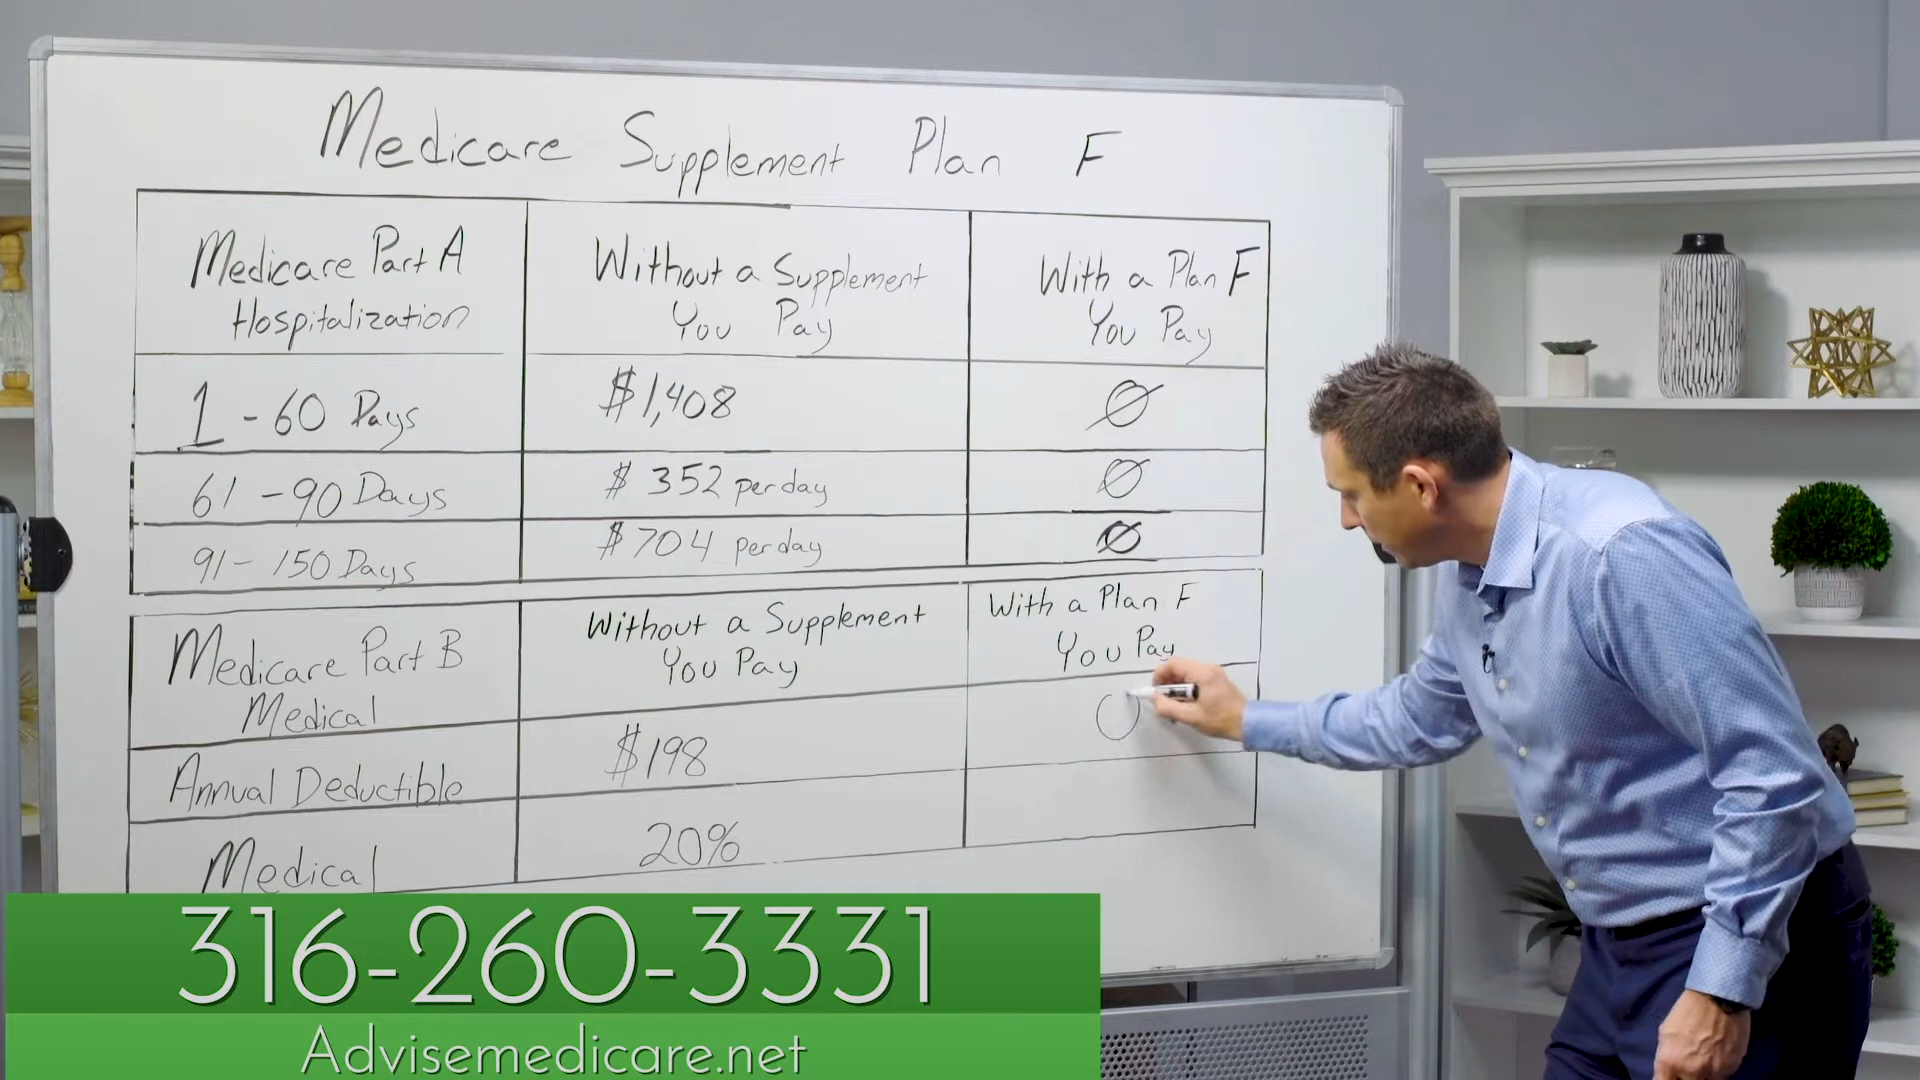 Medicare Supplement Plan F
Medicare Part A
Hospitalization
Without a Supplement
You Pay
With a Plan F
You Pay
1 - 60 Days
$1,408
Ø
61 - 90 Days
$ 352 per day
Ø
91 - 150 Days
$ 704 per day
Ø
Medicare Part B
Medical
Without a Supplement
You Pay
With a Plan F
You Pay
Annual Deductible
$198
Medical
20%
316-260-3331
Advisemedicare.net